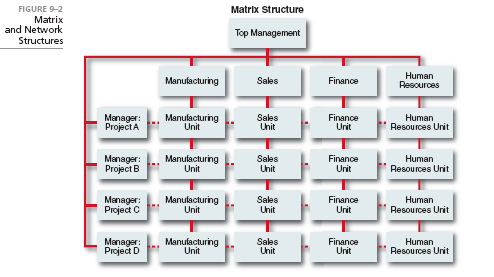 FIGURE 9–2
Matrix
and Network
Structures
Matrix Structure
Top Management
Manufacturing
Sales
Finance
Human
Resources
Manager:
Project A
Manufacturing
Unit
Sales
Unit
Finance
Unit
Human
Resources Unit
Manager:
Project B
Manufacturing
Unit
Sales
Unit
Finance
Unit
Human
Resources Unit
Manager:
Project C
Manufacturing
Unit
Sales
Unit
Finance
Unit
Human
Resources Unit
Manager:
Project D
Manufacturing
Unit
Sales
Unit
Finance
Unit
Human
Resources Unit